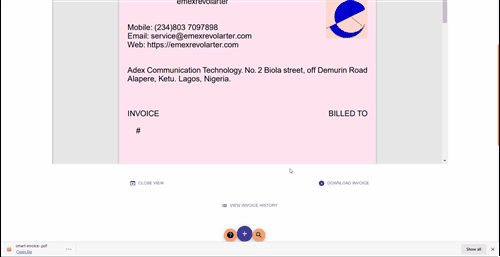 emexrevolarter
Mobile: (234)803 7097898
Email: service@emexrevolarter.com
Web: https://emexrevolarter.com
Adex Communication Technology. No. 2 Biola street, off Demurin Road
Alapere, Ketu. Lagos, Nigeria.
INVOICE BILLED TO
#
CLOSE VIEW DOWNLOAD INVOICE
VIEW INVOICE HISTORY
smart-invoice-.pdf
Open file
Show all